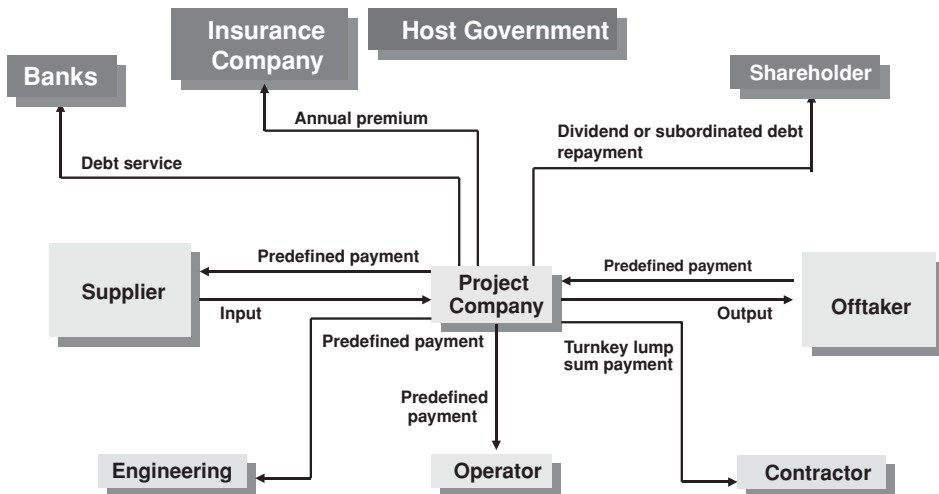 Insurance
Company
Host Government
Banks
Shareholder
Annual premium
Dividend or subordinated debt
repayment
Debt service
Supplier
Predefined payment
Input
Project
Company
Predefined payment
Output
Offtaker
Predefined payment
Turnkey lump
sum payment
Predefined
payment
Engineering
Operator
Contractor